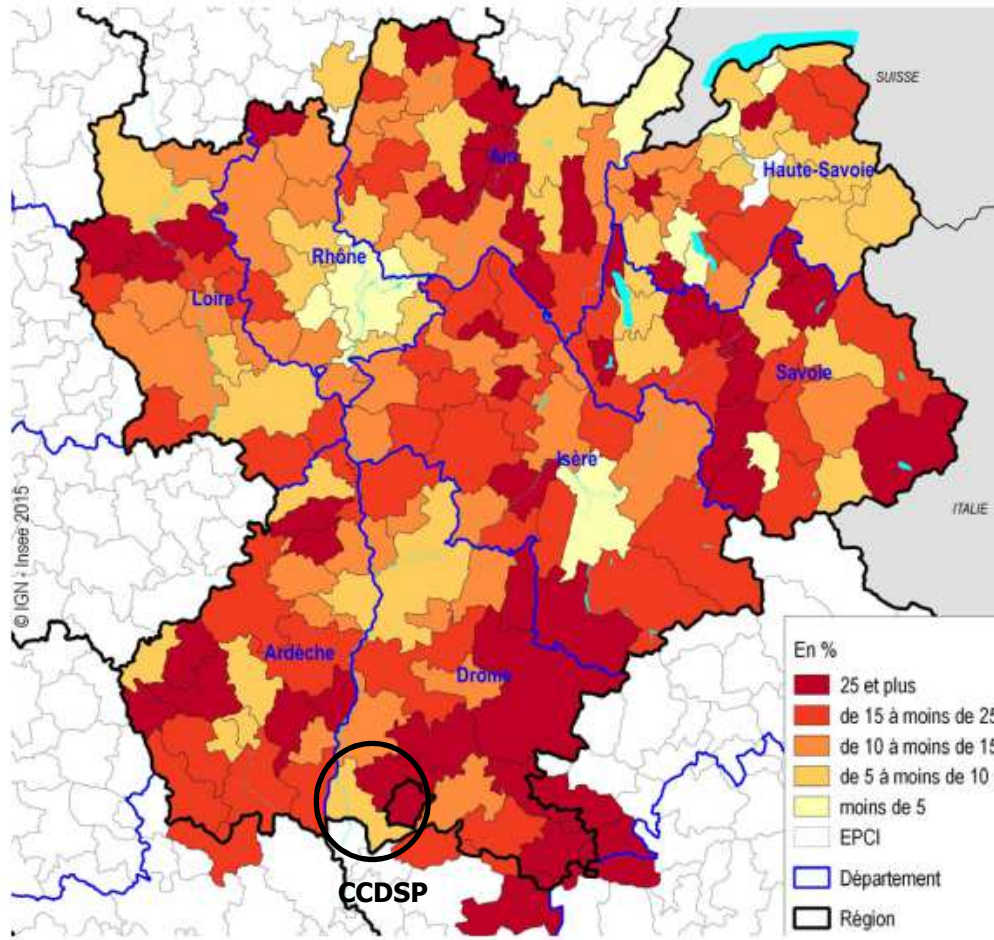 SUISSE
Ain
Haute-Savoie
Rhône
Loire
Savoie
Isère
ITALIE
© IGN - Insee 2015
Ardèche
Drôme
CCDSP
En %
25 et plus
de 15 à moins de 25
de 10 à moins de 15
de 5 à moins de 10
moins de 5
EPCI
Département
Région